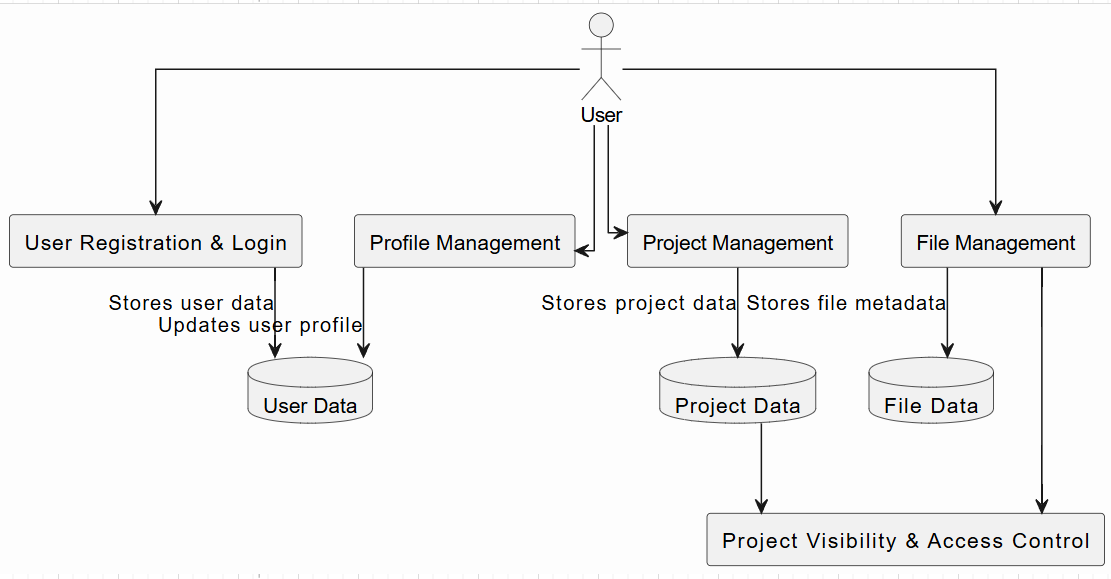 User
User Registration & Login
Profile Management
Project Management
File Management
Stores user data
Updates user profile
Stores project data
Stores file metadata
User Data
Project Data
File Data
Project Visibility & Access Control